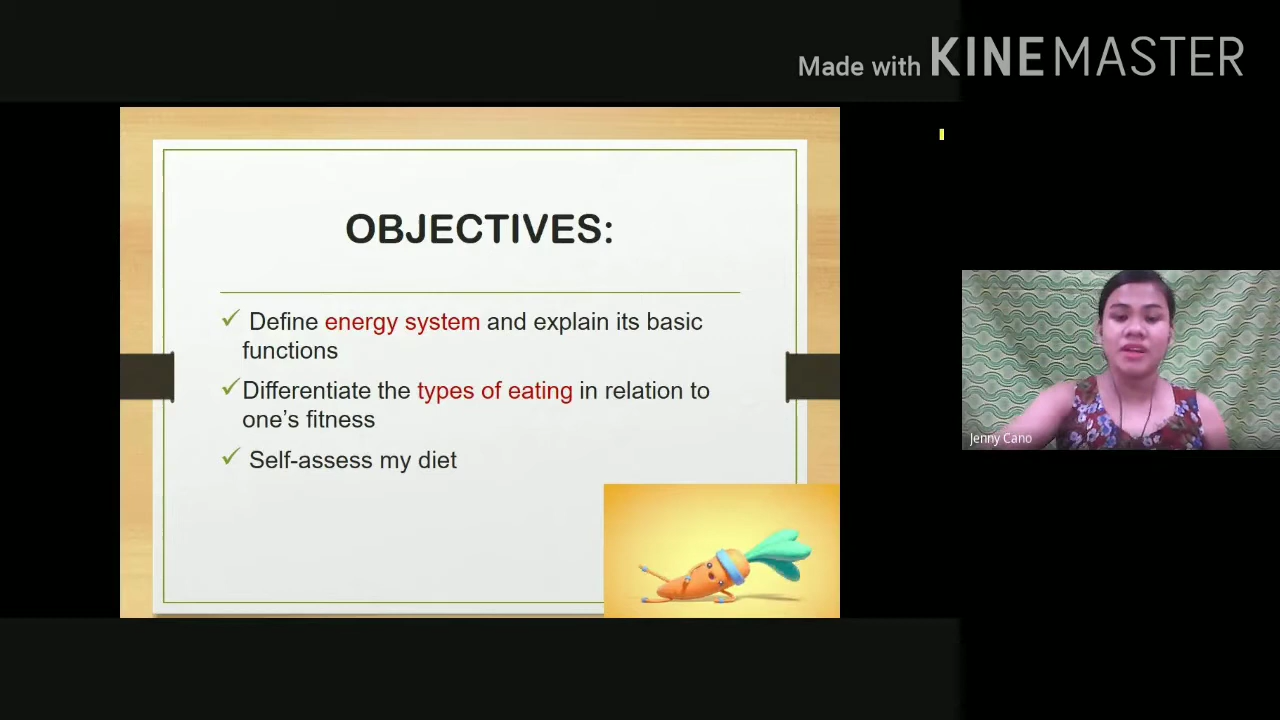 Made with KINEMASTER
OBJECTIVES:
✓ Define energy system and explain its basic
functions
✓Differentiate the types of eating in relation to
one’s fitness
✓ Self-assess my diet
Jenny Cano